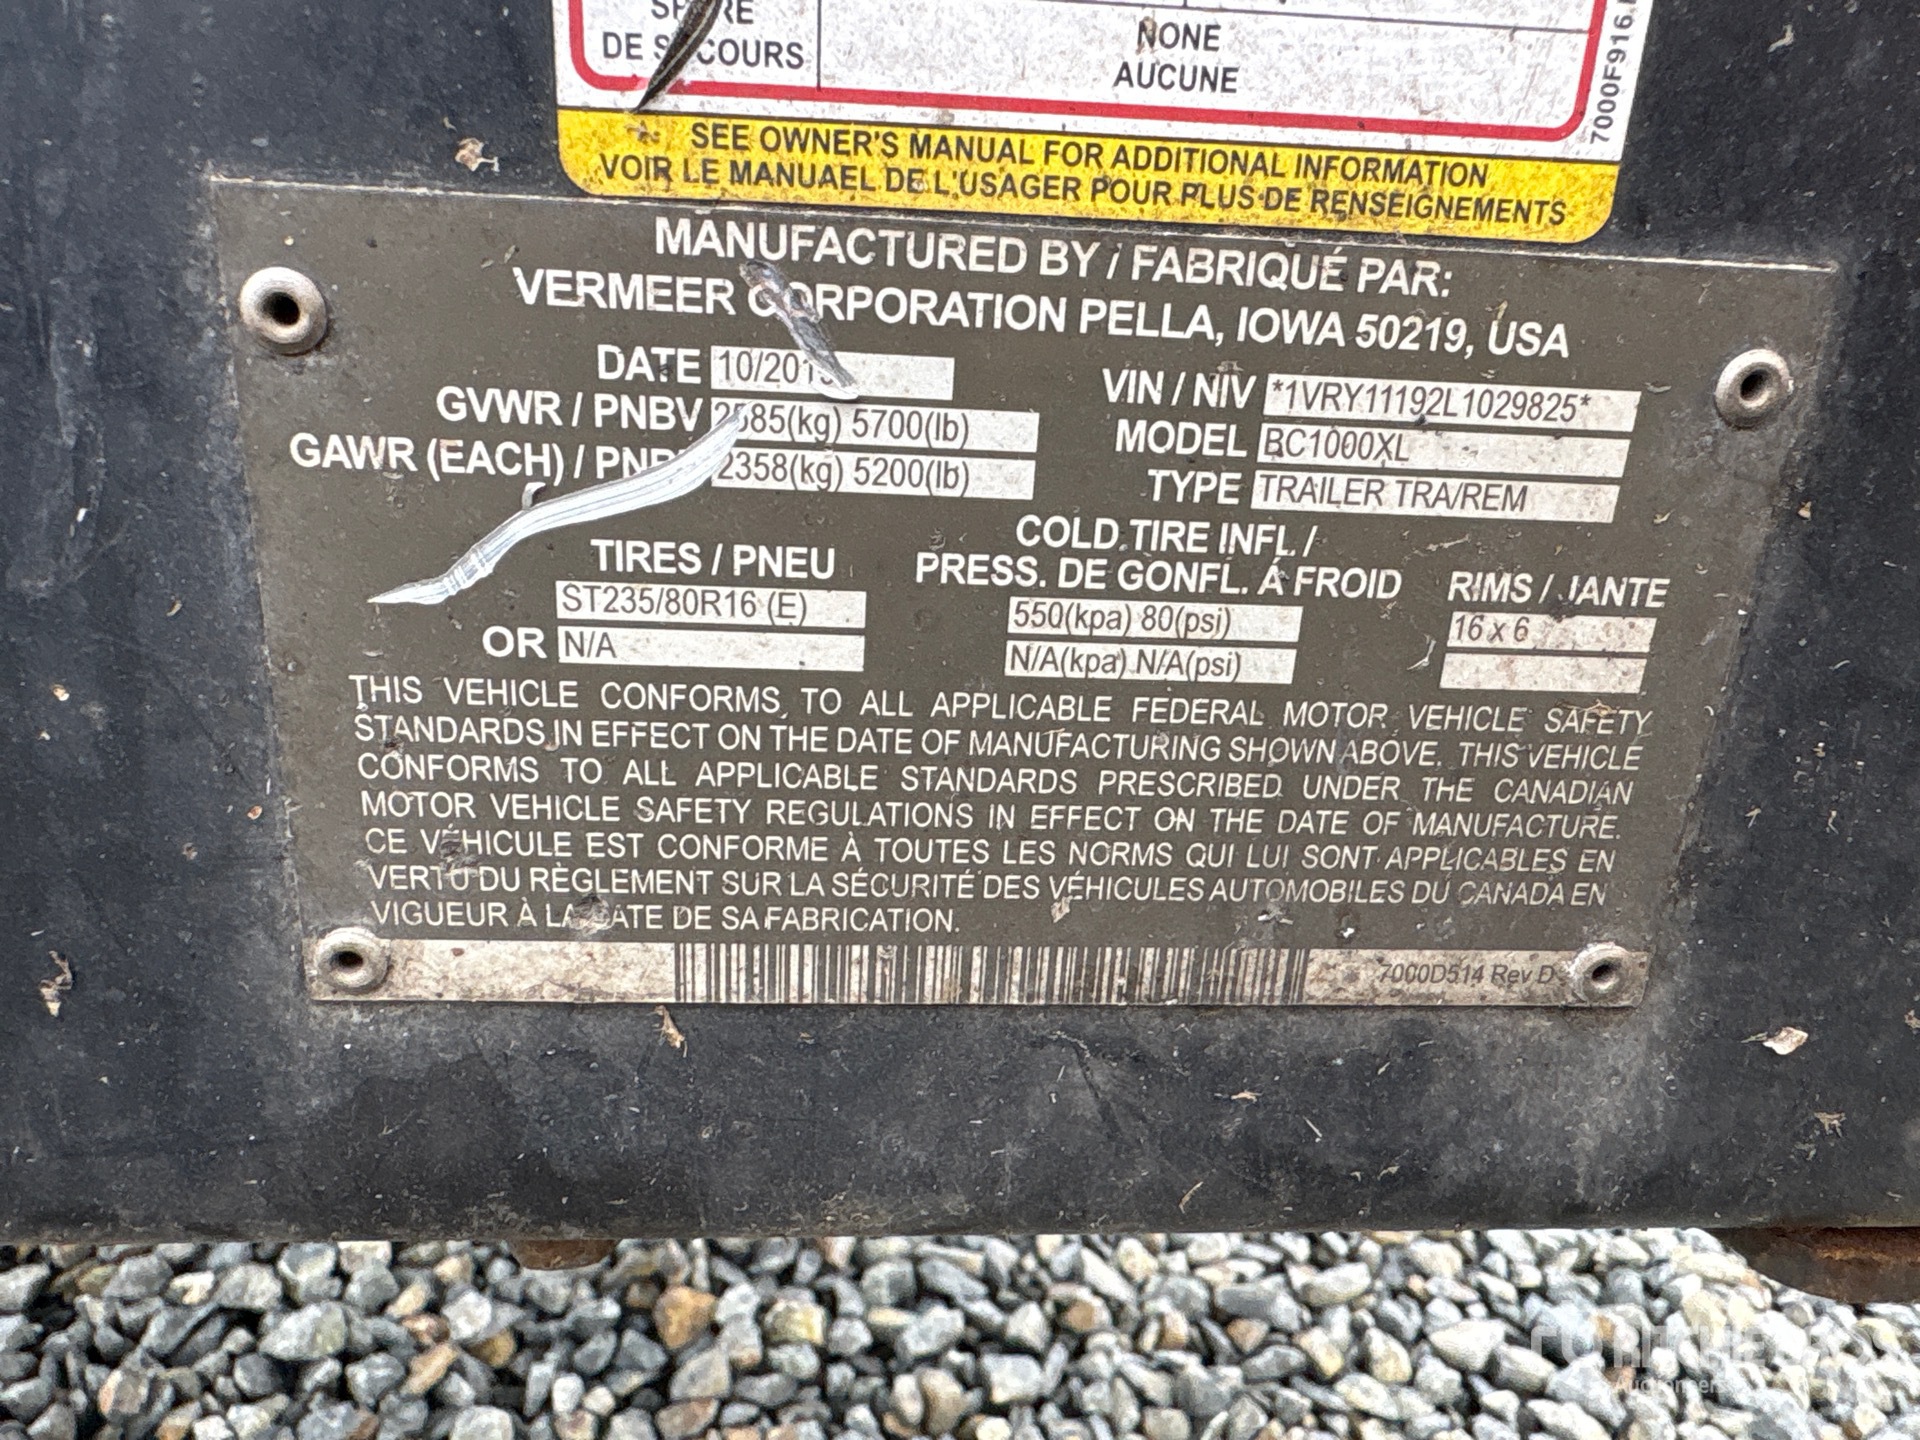 SPARE
DE SECOURS
NONE
AUCUNE
7000F916
SEE OWNER'S MANUAL FOR ADDITIONAL INFORMATION
VOIR LE MANUAEL DE L'USAGER POUR PLUS DE RENSEIGNEMENTS
MANUFACTURED BY / FABRIQUÉ PAR:
VERMEER CORPORATION PELLA, IOWA 50219, USA
DATE
GVWR / PNBV 2585(kg) 5700(lb)
GAWR (EACH) / 2358(kg) 5200(lb)
VIN / NIV *1VRY11192L1029825*
MODEL BC1000XL
TYPE TRAILER TRA/REM
TIRES / PNEU
ST235/80R16 (E)
OR N/A
COLD TIRE INFL. /
PRESS. DE GONFL. Á FROID
550(kpa) 80(psi)
N/A(kpa) N/A(psi)
RIMS / JANTE
16 x 6
THIS VEHICLE CONFORMS TO ALL APPLICABLE FEDERAL MOTOR VEHICLE SAFETY
STANDARDS IN EFFECT ON THE DATE OF MANUFACTURING SHOWN ABOVE. THIS VEHICLE
CONFORMS TO ALL APPLICABLE STANDARDS PRESCRIBED UNDER THE CANADIAN
MOTOR VEHICLE SAFETY REGULATIONS IN EFFECT ON THE DATE OF MANUFACTURE.
CE VÉHICULE EST CONFORME À TOUTES LES NORMS QUI LUI SONT APPLICABLES EN
VERTU DU RÈGLEMENT SUR LA SÉCURITÉ DES VÉHICULES AUTOMOBILES DU CANADA EN
VIGUEUR À LA DATE DE SA FABRICATION.
7000D514 Rev D